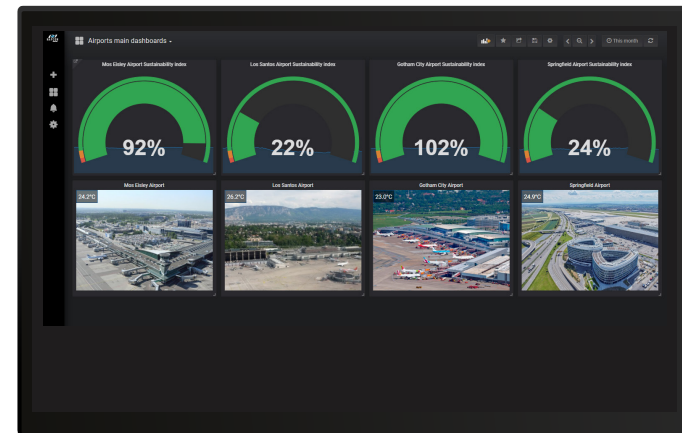 Airports main dashboards
This month
Mos Eisley Airport Sustainability Index
Los Santos Airport Sustainability Index
Gotham City Airport Sustainability Index
Springfield Airport Sustainability Index
92%
22%
102%
24%
Mos Eisley Airport
Los Santos Airport
Gotham City Airport
Springfield Airport
24.2°C
26.2°C
23.0°C
24.9°C